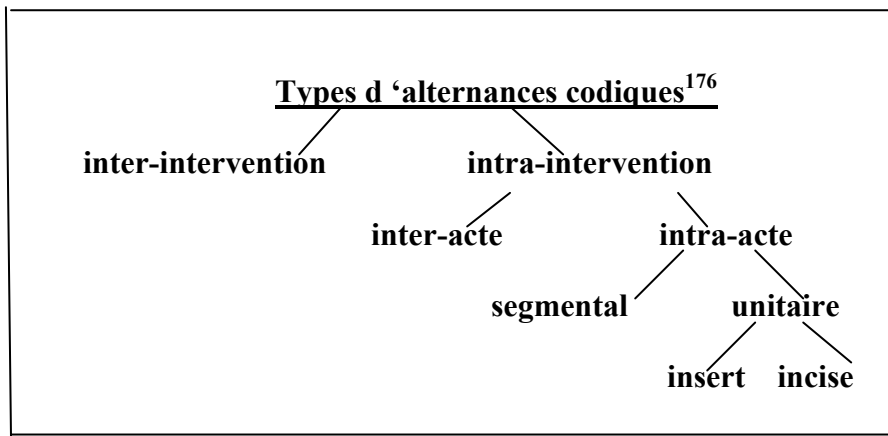 Types d ‘alternances codiques176
inter-intervention intra-intervention
inter-acte intra-acte
segmental unitaire
insert incise